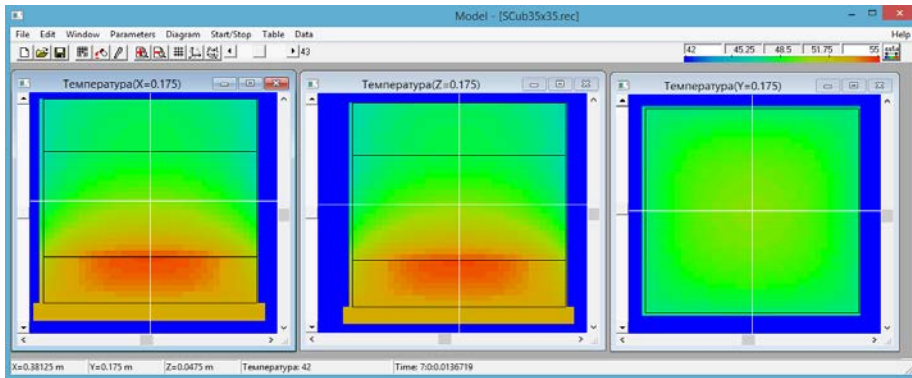 Model - [SCub35x35.rec]
File Edit Window Parameters Diagram Start/Stop Table Data Help
43
42 45.25 48.5 51.75 55
Температура(X=0.175) Температура(Z=0.175) Температура(Y=0.175)
X=0.38125 m Y=0.175 m Z=0.0475 m Температура: 42 Time: 7:0:0.0136719